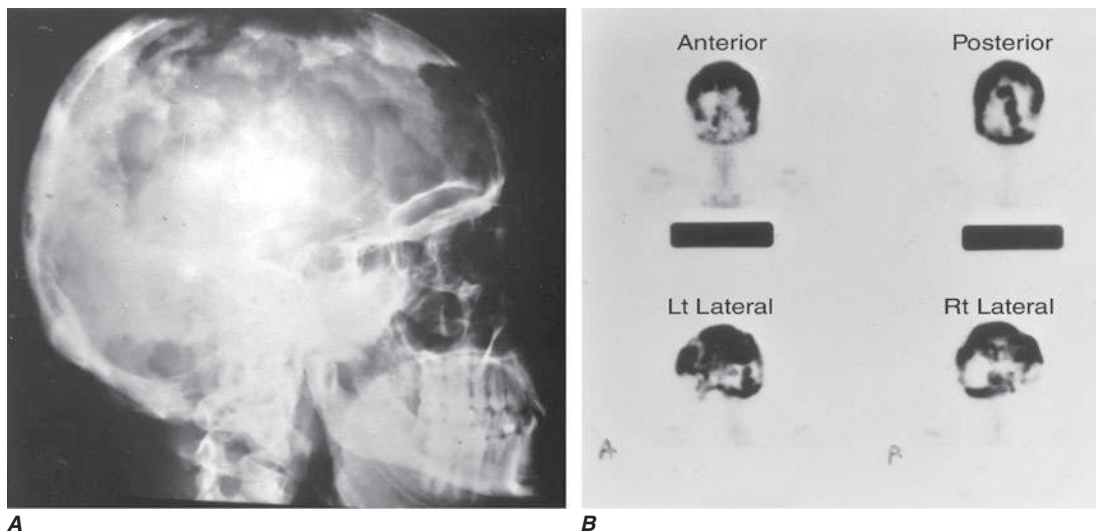 Anterior
Posterior
Lt Lateral
Rt Lateral
A
P
A
B